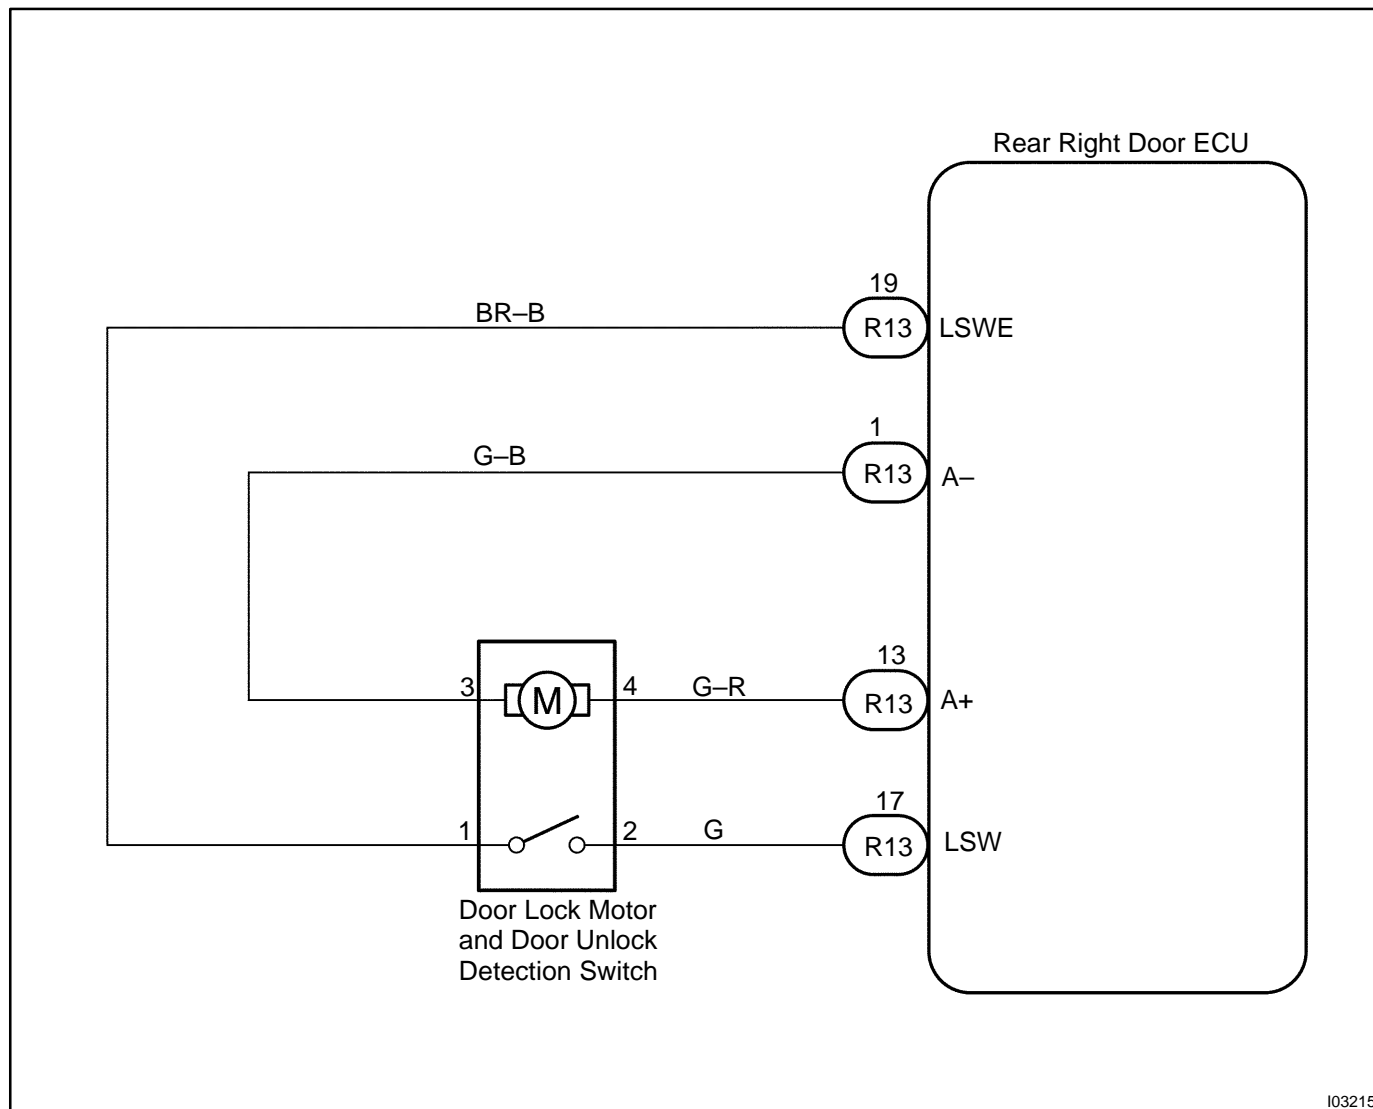 Rear Right Door ECU
19
BR–B
R13
LSWE
1
G–B
R13
A–
13
3
M
4
G–R
R13
A+
17
1
2
G
R13
LSW
Door Lock Motor
and Door Unlock
Detection Switch
I03215